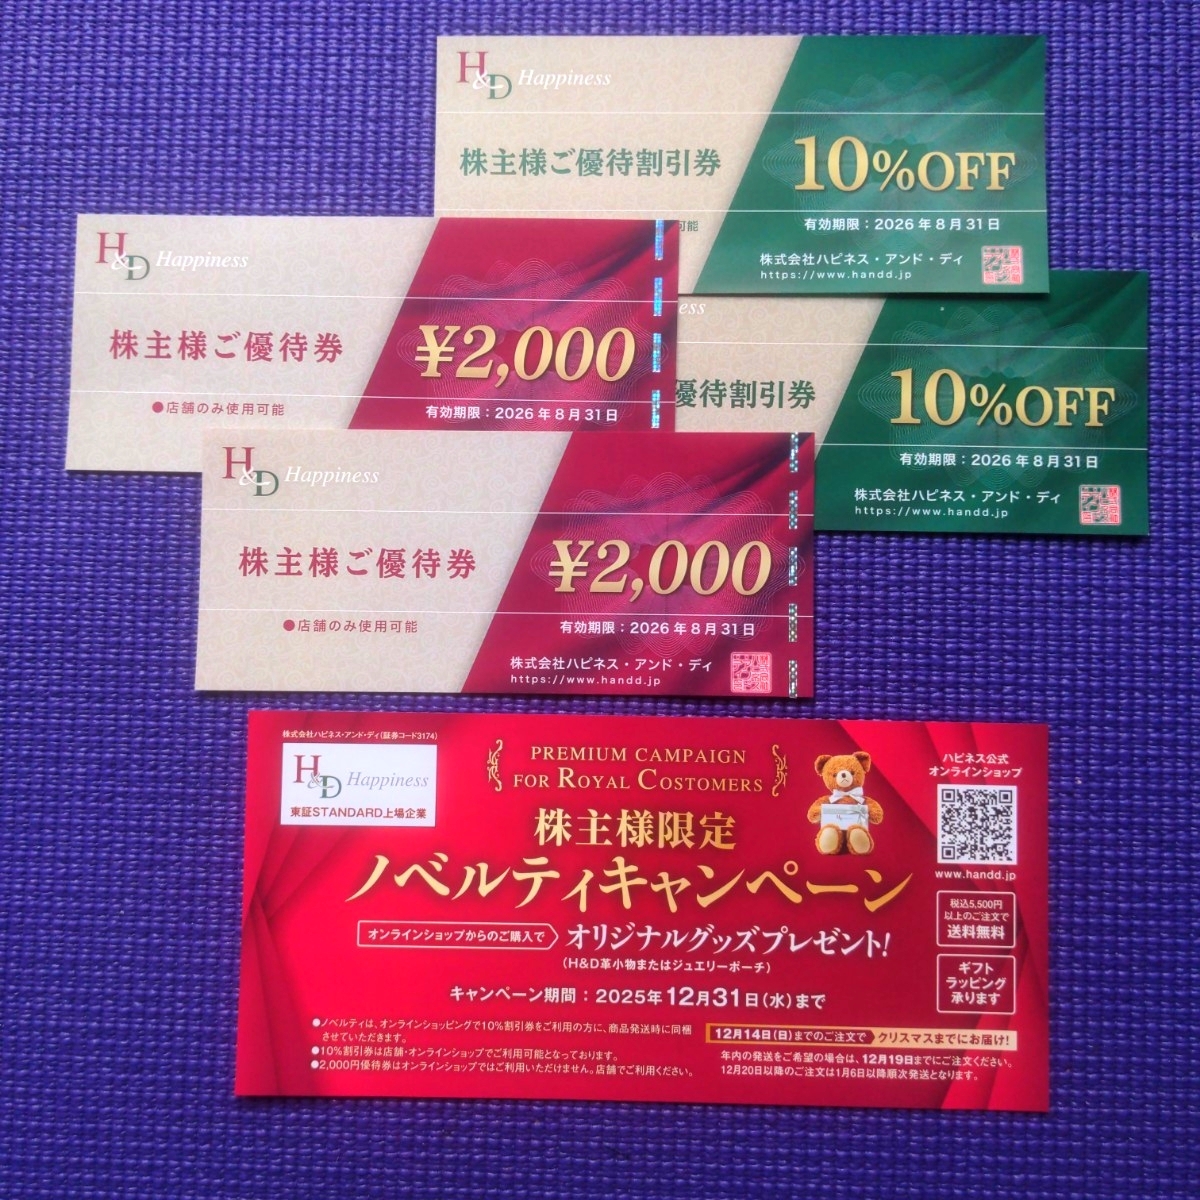 H&D Happiness
株主様ご優待割引券
10%OFF
可能
有効期限：2026年8月31日
株式会社ハピネス・アンド・ディ
https://www.handd.jp
H&D Happiness
株主様ご優待券
¥2,000
●店舗のみ使用可能
有効期限：2026年8月31日
ess
優待割引券
10%OFF
有効期限：2026年8月31日
株式会社ハピネス・アンド・ディ
https://www.handd.jp
H&D Happiness
株主様ご優待券
¥2,000
●店舗のみ使用可能
有効期限：2026年8月31日
株式会社ハピネス・アンド・ディ
https://www.handd.jp
株式会社ハピネス・アンド・ディ(証券コード3174)
H&D Happiness
東証STANDARD上場企業
PREMIUM CAMPAIGN
FOR ROYAL COSTOMERS
株主様限定
ノベルティキャンペーン
オンラインショップからのご購入で
オリジナルグッズプレゼント!
(H&D革小物またはジュエリーポーチ)
キャンペーン期間：2025年12月31日(水)まで
●ノベルティは、オンラインショッピングで10%割引券をご利用の方に、商品発送時に同梱
させていただきます。
●10%割引券は店舗・オンラインショップでご利用可能となっております。
●2,000円優待券はオンラインショップではご利用いただけません。店舗でご利用ください。
ハピネス公式
オンラインショップ
www.handd.jp
税込5,500円
以上のご注文で
送料無料
ギフト
ラッピング
承ります
12月14日(日)までのご注文で クリスマスまでにお届け!
年内の発送をご希望の場合は、12月19日までにご注文ください。
12月20日以降のご注文は1月6日以降順次発送となります。